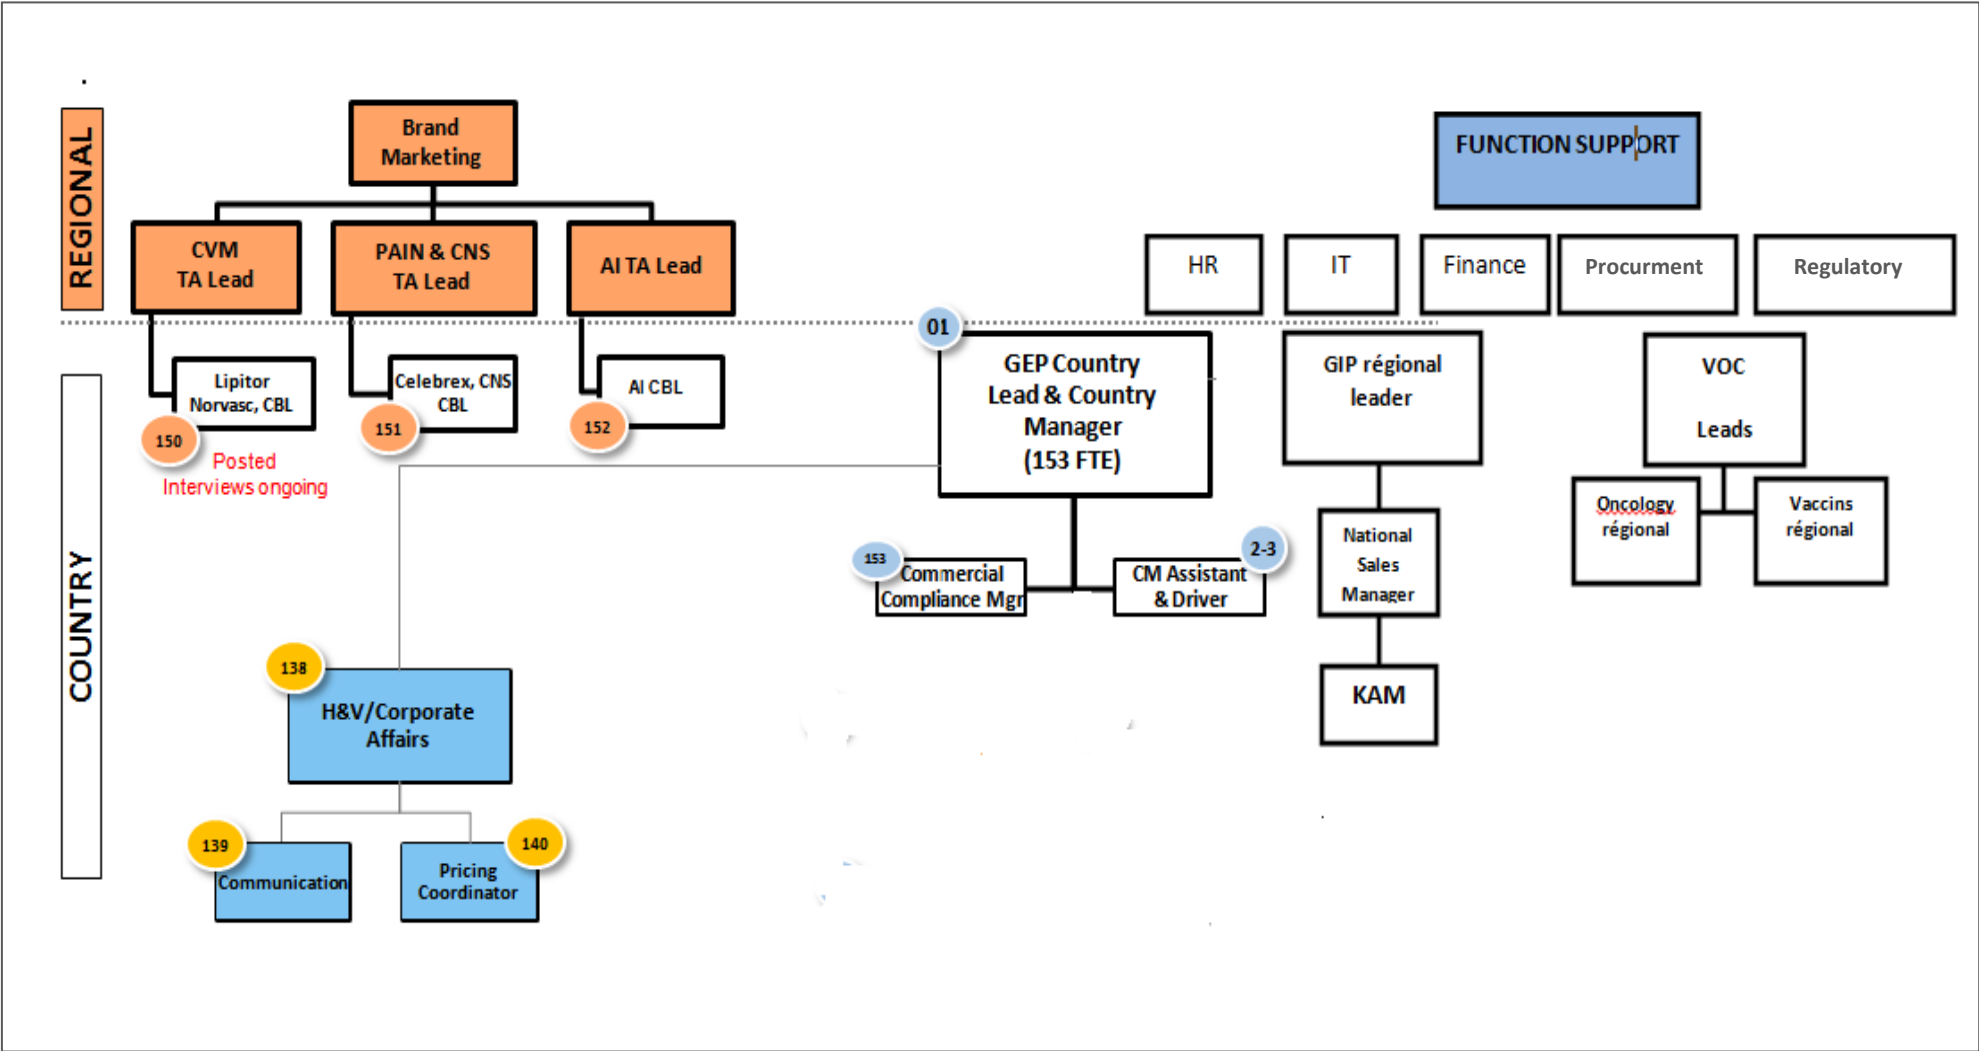 REGIONAL
Brand
Marketing
FUNCTION SUPPORT
CVM
TA Lead
PAIN & CNS
TA Lead
AI TA Lead
HR
IT
Finance
Procurment
Regulatory
COUNTRY
Lipitor
Norvasc, CBL
150
Posted
Interviews ongoing
Celebrex, CNS
CBL
151
AI CBL
152
01
GEP Country
Lead & Country
Manager
(153 FTE)
GIP régional
leader
VOC
Leads
Oncology
régional
Vaccins
régional
153
Commercial
Compliance Mgr
2-3
CM Assistant
& Driver
National
Sales
Manager
KAM
138
H&V/Corporate
Affairs
139
Communication
140
Pricing
Coordinator